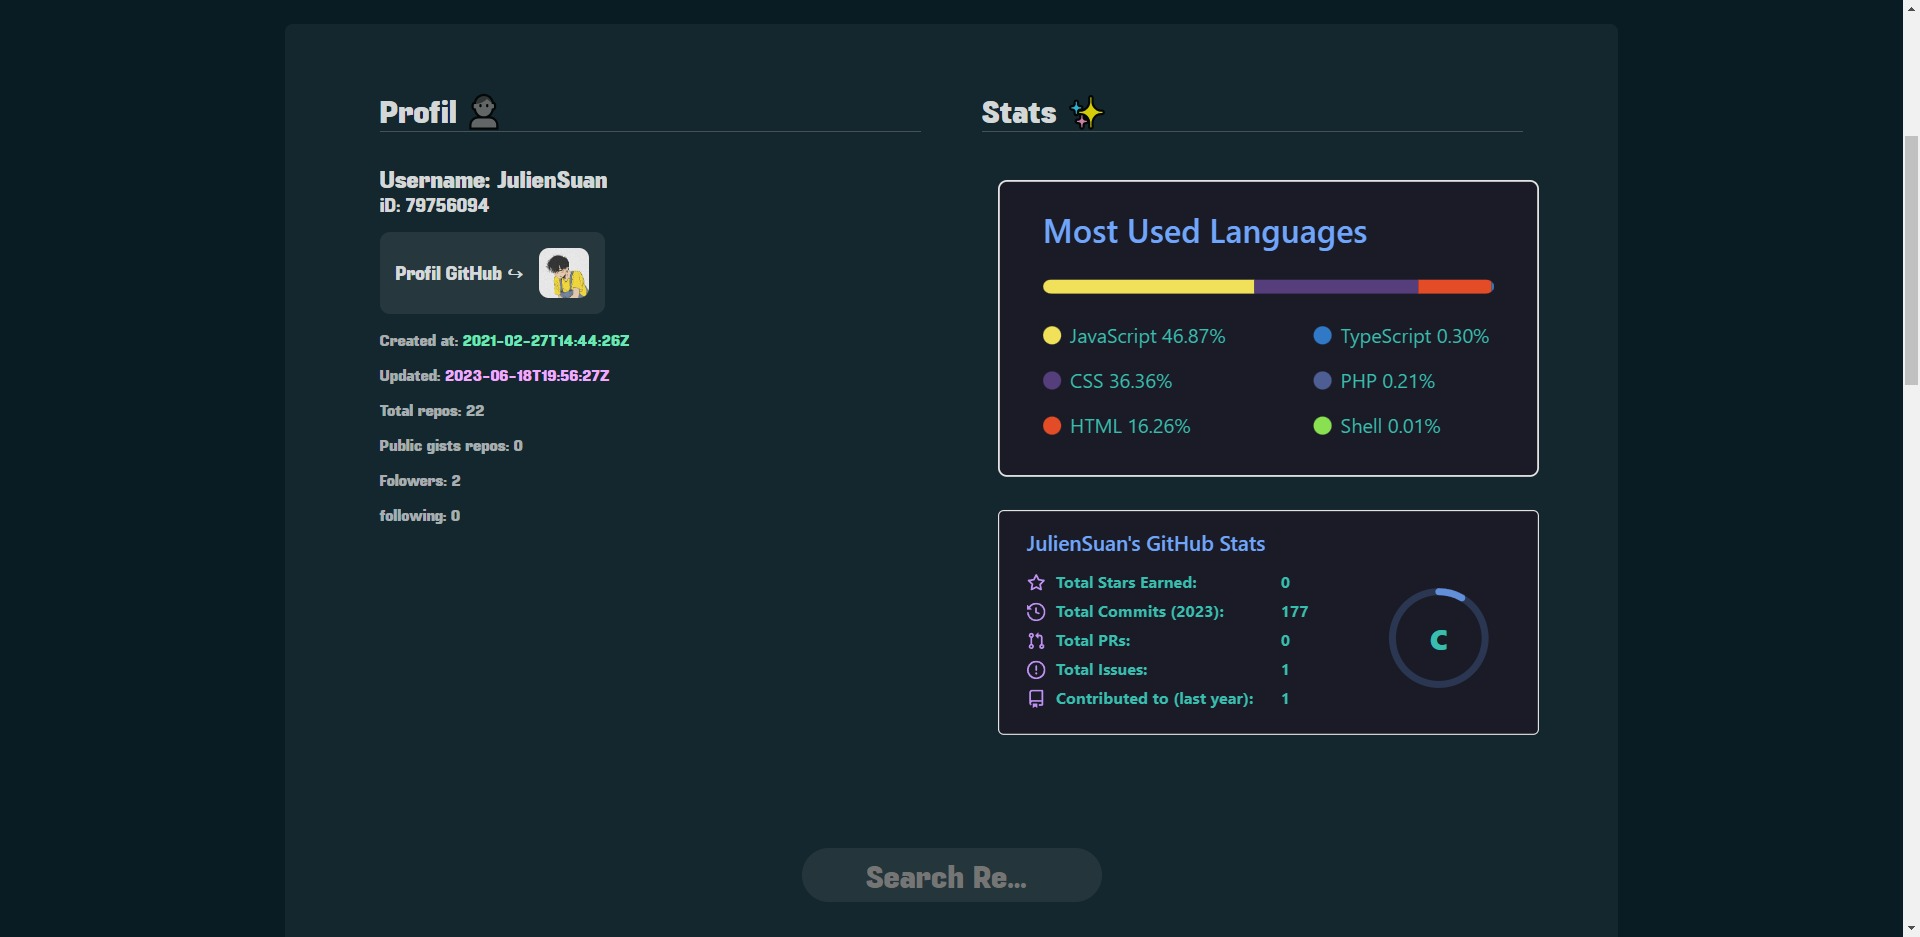 Profil
Username: JulienSuan
iD: 79756094
Profil GitHub ↪
Created at: 2021-02-27T14:44:26Z
Updated: 2023-06-18T19:56:27Z
Total repos: 22
Public gists repos: 0
Folowers: 2
following: 0
Stats ✨
Most Used Languages
JavaScript 46.87%
CSS 36.36%
HTML 16.26%
TypeScript 0.30%
PHP 0.21%
Shell 0.01%
JulienSuan's GitHub Stats
Total Stars Earned: 0
Total Commits (2023): 177
Total PRs: 0
Total Issues: 1
Contributed to (last year): 1
C
Search Re...